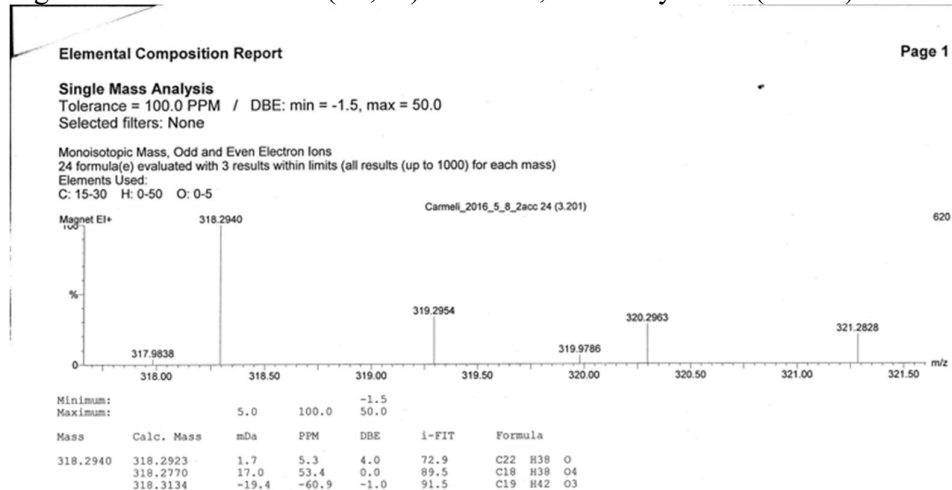 Elemental Composition Report Page 1
Single Mass Analysis
Tolerance = 100.0 PPM / DBE: min = -1.5, max = 50.0
Selected filters: None
Monoisotopic Mass, Odd and Even Electron Ions
24 formula(e) evaluated with 3 results within limits (all results (up to 1000) for each mass)
Elements Used:
C: 15-30 H: 0-50 O: 0-5
Carmeli_2016_5_8_2acc 24 (3.201)
Magnet EI+ 318.2940 620
100
319.2954
320.2963
%
321.2828
317.9838 319.9786
0 m/z
318.00 318.50 319.00 319.50 320.00 320.50 321.00 321.50
Minimum: -1.5
Maximum: 5.0 100.0 50.0
Mass Calc. Mass mDa PPM DBE i-FIT Formula
318.2940 318.2923 1.7 5.3 4.0 72.9 C22 H38 O
318.2770 17.0 53.4 0.0 89.5 C18 H38 O4
318.3134 -19.4 -60.9 -1.0 91.5 C19 H42 O3